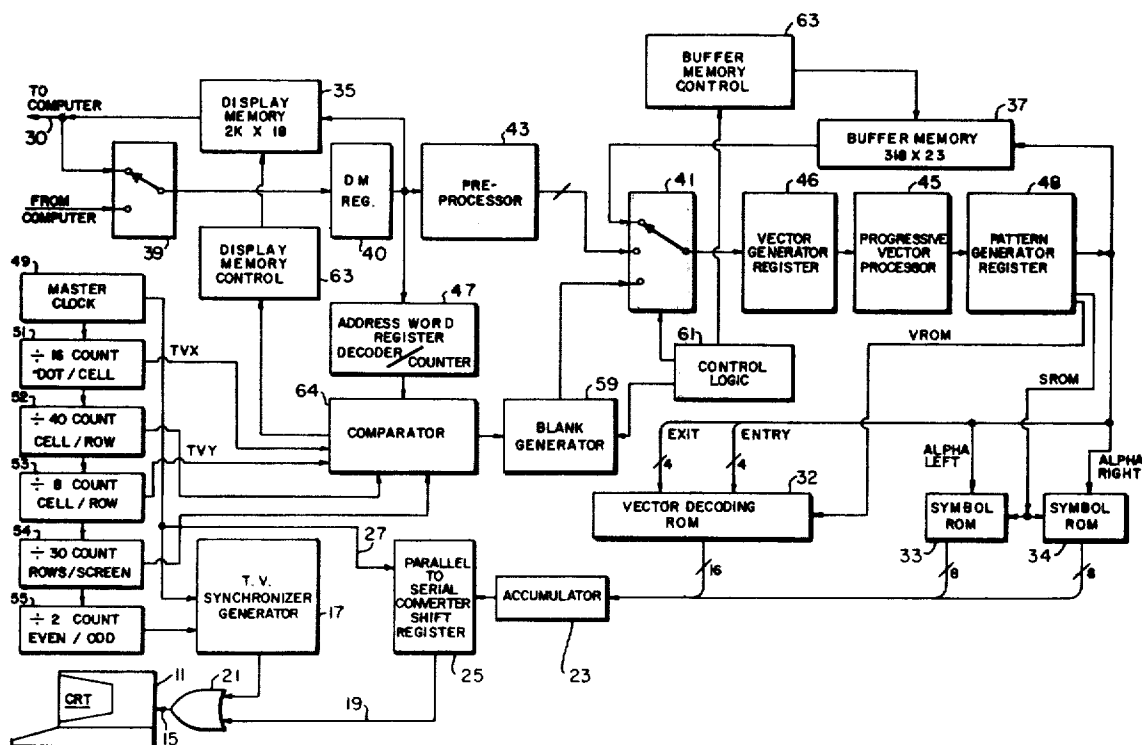 63
BUFFER
MEMORY
CONTROL
TO
COMPUTER
30
35
DISPLAY
MEMORY
2K X 18
43
PRE-
PROCESSOR
37
BUFFER MEMORY
318 X 23
FROM
COMPUTER
39
DM
REG.
40
41
46
VECTOR
GENERATOR
REGISTER
45
PROGRESSIVE
VECTOR
PROCESSOR
48
PATTERN
GENERATOR
REGISTER
49
MASTER
CLOCK
DISPLAY
MEMORY
CONTROL
63
47
ADDRESS WORD
REGISTER
DECODER/COUNTER
61
CONTROL
LOGIC
VROM
SROM
51
÷ 16 COUNT
DOT / CELL
TVX
52
÷ 40 COUNT
CELL / ROW
TVY
53
÷ 8 COUNT
CELL / ROW
64
COMPARATOR
59
BLANK
GENERATOR
EXIT
4
ENTRY
4
ALPHA
LEFT
ALPHA
RIGHT
32
VECTOR DECODING
ROM
SYMBOL
ROM
33
SYMBOL
ROM
34
16
8
8
54
÷ 30 COUNT
ROWS/SCREEN
27
55
÷ 2 COUNT
EVEN / ODD
T. V.
SYNCHRONIZER
GENERATOR
17
PARALLEL
TO
SERIAL
CONVERTER
SHIFT
REGISTER
25
ACCUMULATOR
23
CRT
11
15
21
19